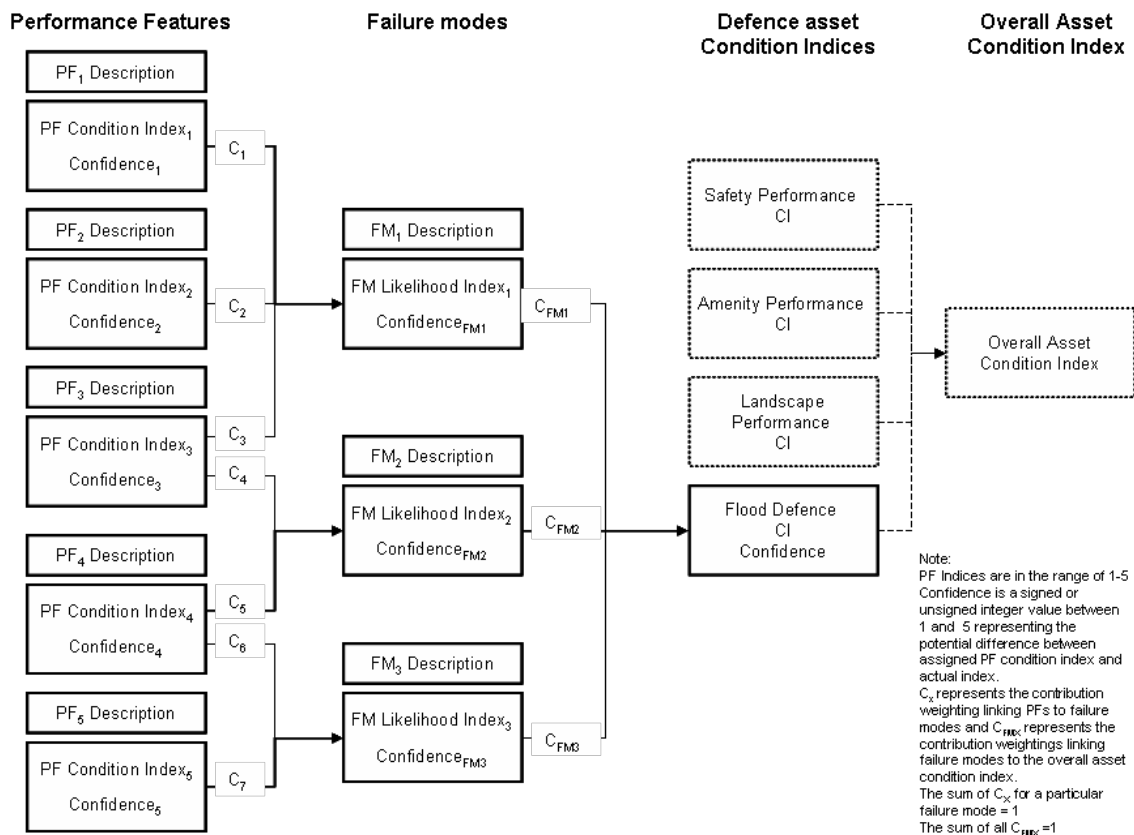 Performance Features
Failure modes
Defence asset
Condition Indices
Overall Asset
Condition Index
PF₁ Description
PF Condition Index₁
Confidence₁
C₁
PF₂ Description
PF Condition Index₂
Confidence₂
C₂
PF₃ Description
PF Condition Index₃
Confidence₃
C₃
C₄
PF₄ Description
PF Condition Index₄
Confidence₄
C₅
C₆
PF₅ Description
PF Condition Index₅
Confidence₅
C₇
FM₁ Description
FM Likelihood Index₁
Confidence_FM1
C_FM1
FM₂ Description
FM Likelihood Index₂
Confidence_FM2
C_FM2
FM₃ Description
FM Likelihood Index₃
Confidence_FM3
C_FM3
Safety Performance
CI
Amenity Performance
CI
Landscape
Performance
CI
Flood Defence
CI
Confidence
Overall Asset
Condition Index
Note:
PF Indices are in the range of 1-5
Confidence is a signed or
unsigned integer value between
1 and 5 representing the
potential difference between
assigned PF condition index and
actual index.
Cₓ represents the contribution
weighting linking PFs to failure
modes and C_FMX represents the
contribution weightings linking
failure modes to the overall asset
condition index.
The sum of Cₓ for a particular
failure mode = 1
The sum of all C_FMX =1